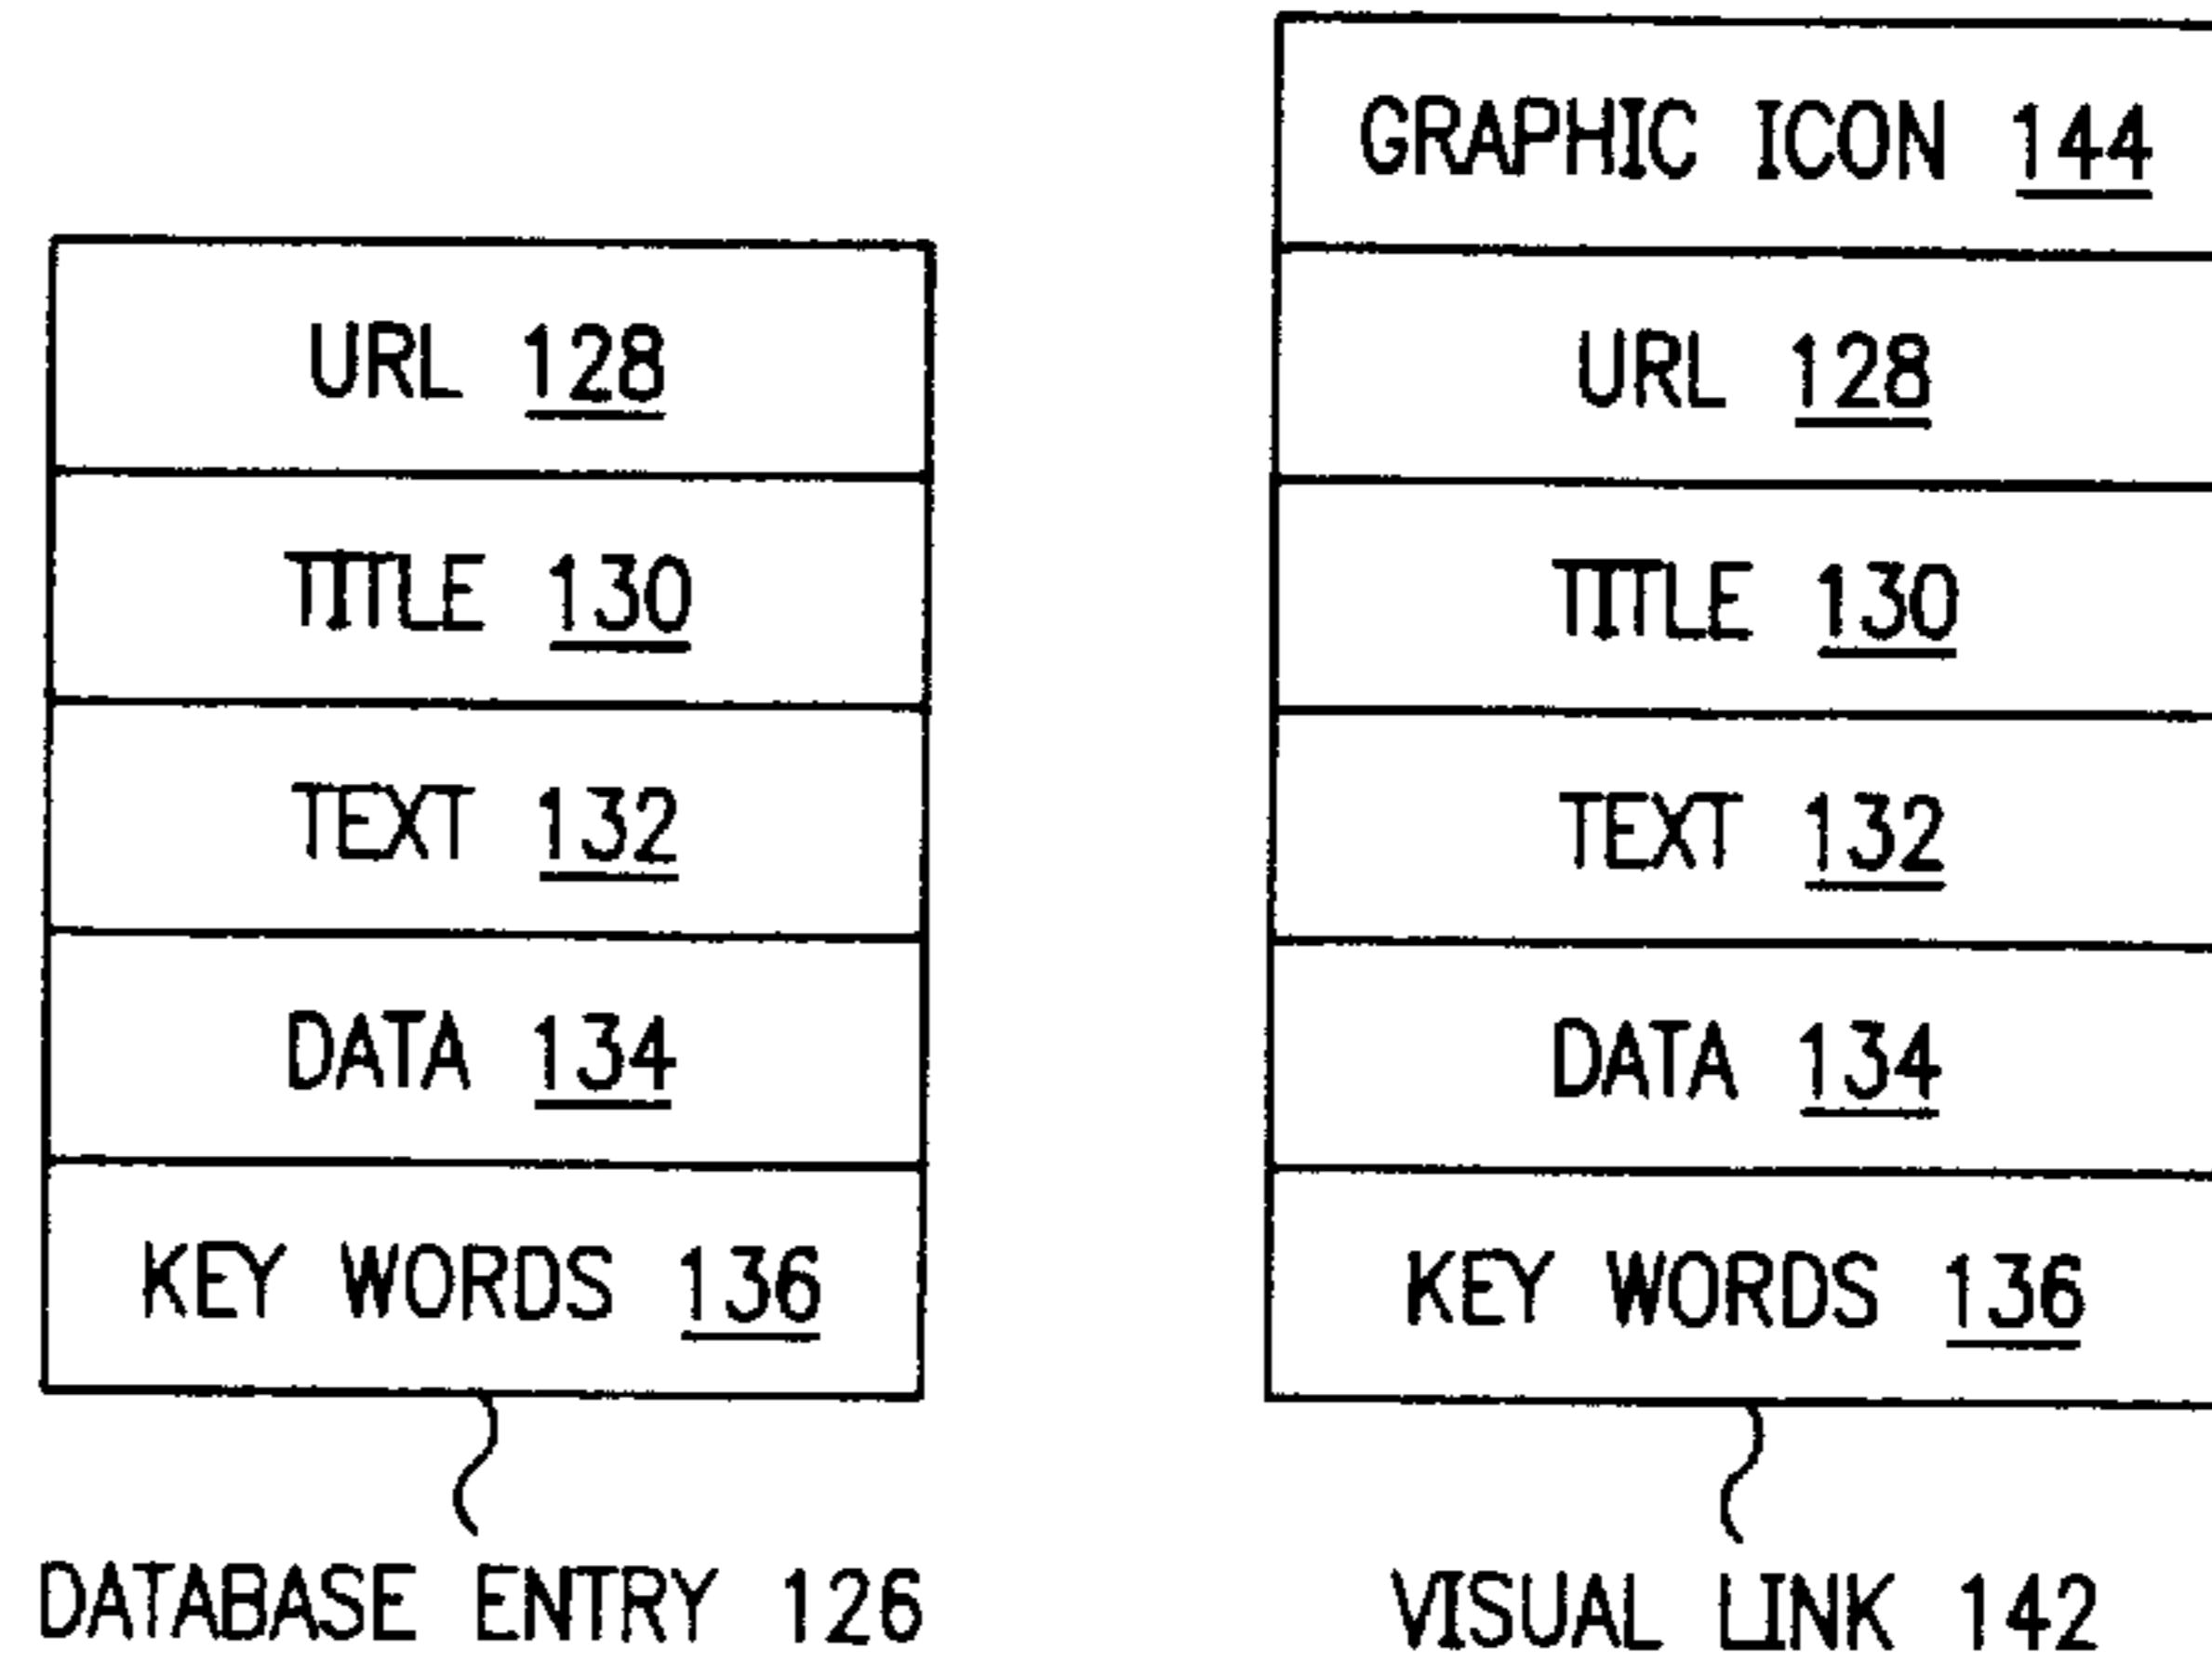 URL 128
TITLE 130
TEXT 132
DATA 134
KEY WORDS 136
DATABASE ENTRY 126
GRAPHIC ICON 144
URL 128
TITLE 130
TEXT 132
DATA 134
KEY WORDS 136
VISUAL LINK 142